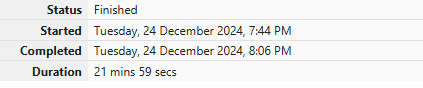 Status Finished
Started Tuesday, 24 December 2024, 7:44 PM
Completed Tuesday, 24 December 2024, 8:06 PM
Duration 21 mins 59 secs